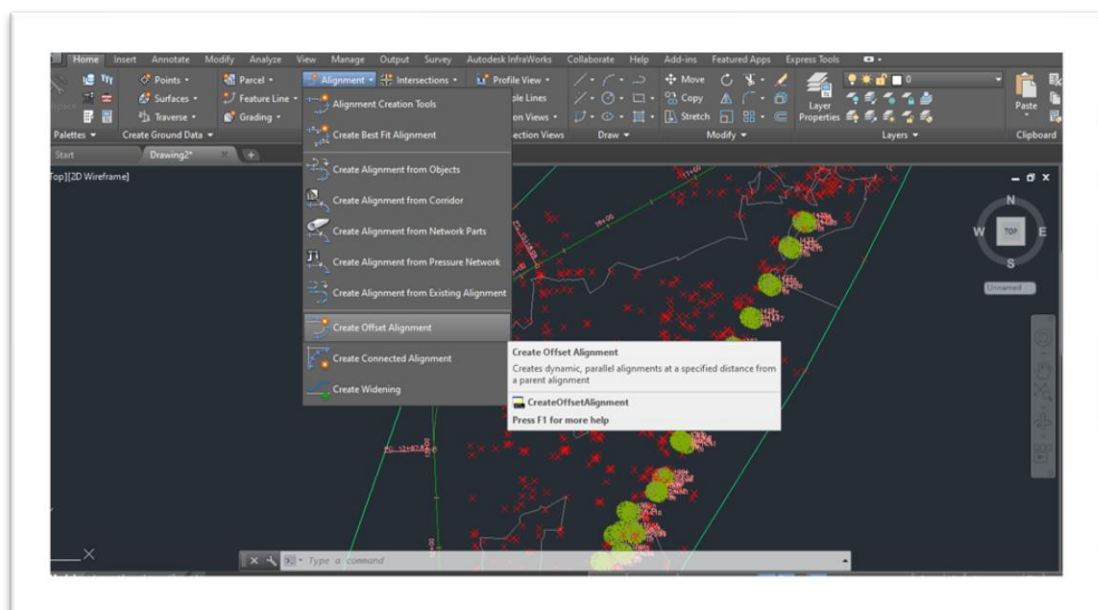 Home Insert Annotate Modify Analyze View Manage Output Survey Autodesk InfraWorks Collaborate Help Add-ins Featured Apps Express Tools
Points Parcel Alignment Intersections Profile View Move 0
Surfaces Feature Line Copy Layer Properties Paste
Traverse Grading Stretch
Palettes Create Ground Data Draw Modify Layers Clipboard
Start Drawing2* +
Alignment Creation Tools
Create Best Fit Alignment
Create Alignment from Objects
Create Alignment from Corridor
Create Alignment from Network Parts
Create Alignment from Pressure Network
Create Alignment from Existing Alignment
Create Offset Alignment
Create Connected Alignment
Create Widening
Create Offset Alignment
Creates dynamic, parallel alignments at a specified distance from
a parent alignment
CreateOffsetAlignment
Press F1 for more help
Top][2D Wireframe]
N
W TOP E
S
Unnamed
Type a command